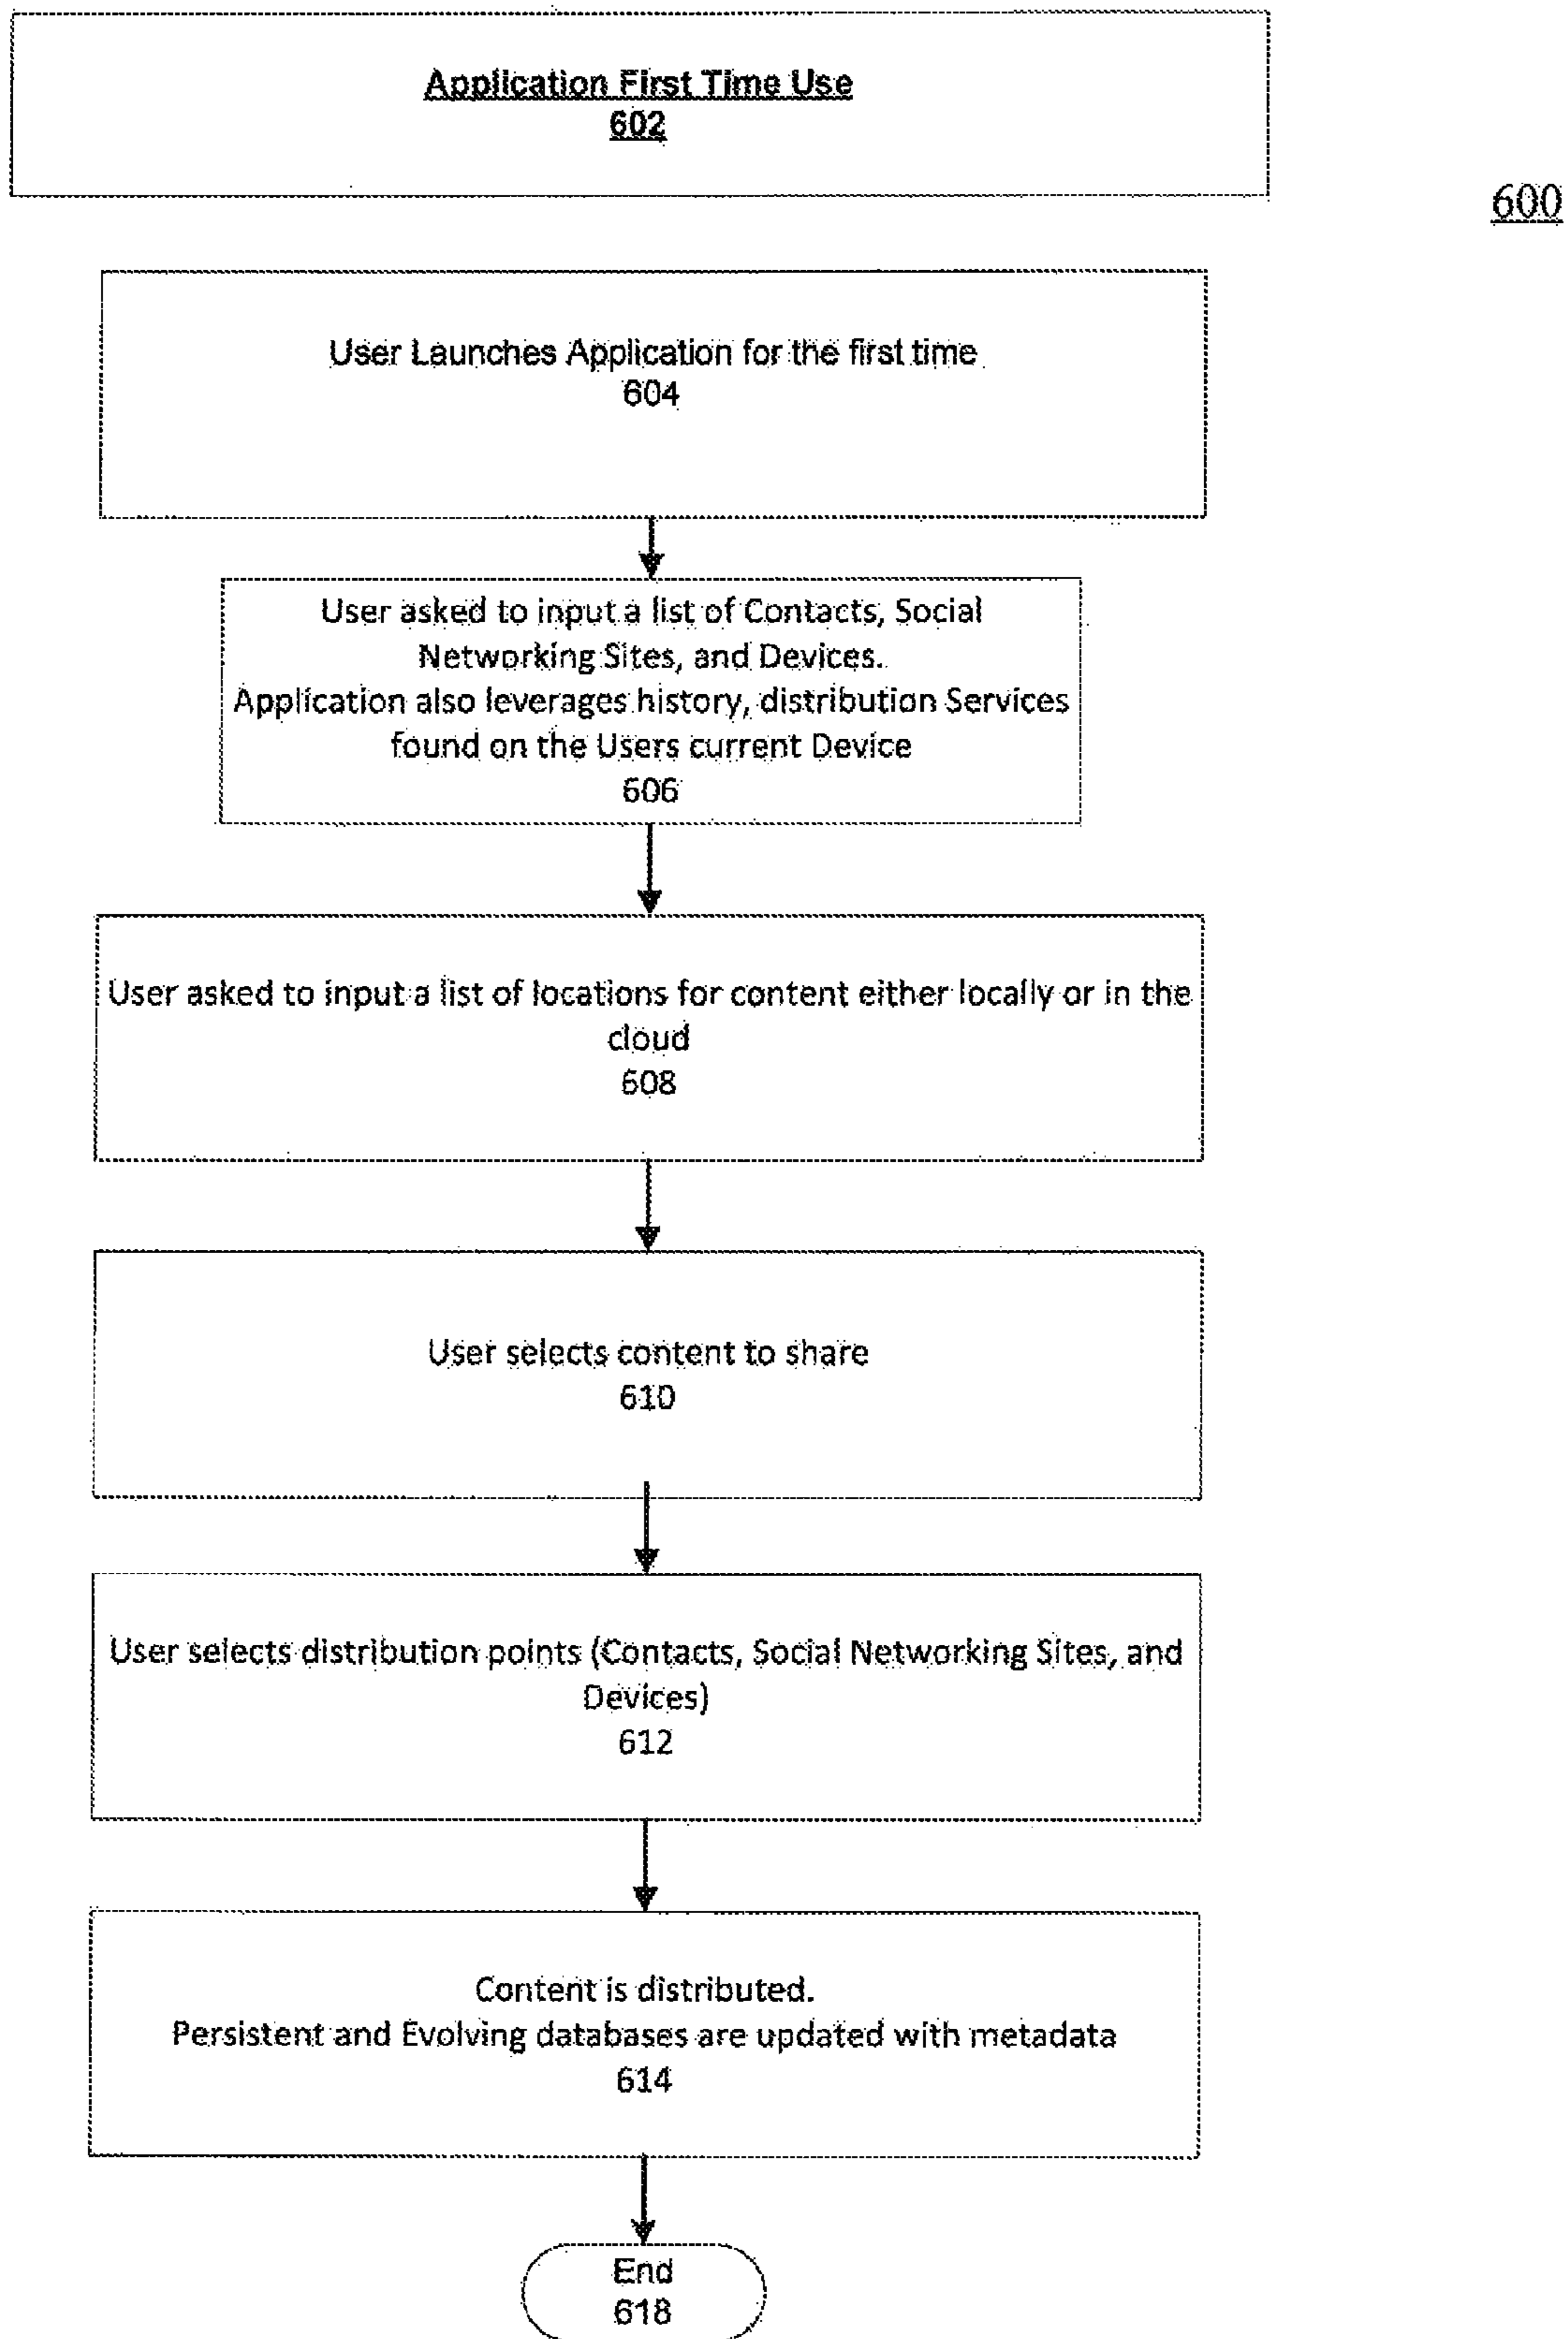 Application First Time Use
602
600
User Launches Application for the first time
604
User asked to input a list of Contacts, Social
Networking Sites, and Devices.
Application also leverages history, distribution Services
found on the Users current Device
606
User asked to input a list of locations for content either locally or in the
cloud
608
User selects content to share
610
User selects distribution points (Contacts, Social Networking Sites, and
Devices)
612
Content is distributed.
Persistent and Evolving databases are updated with metadata
614
End
618